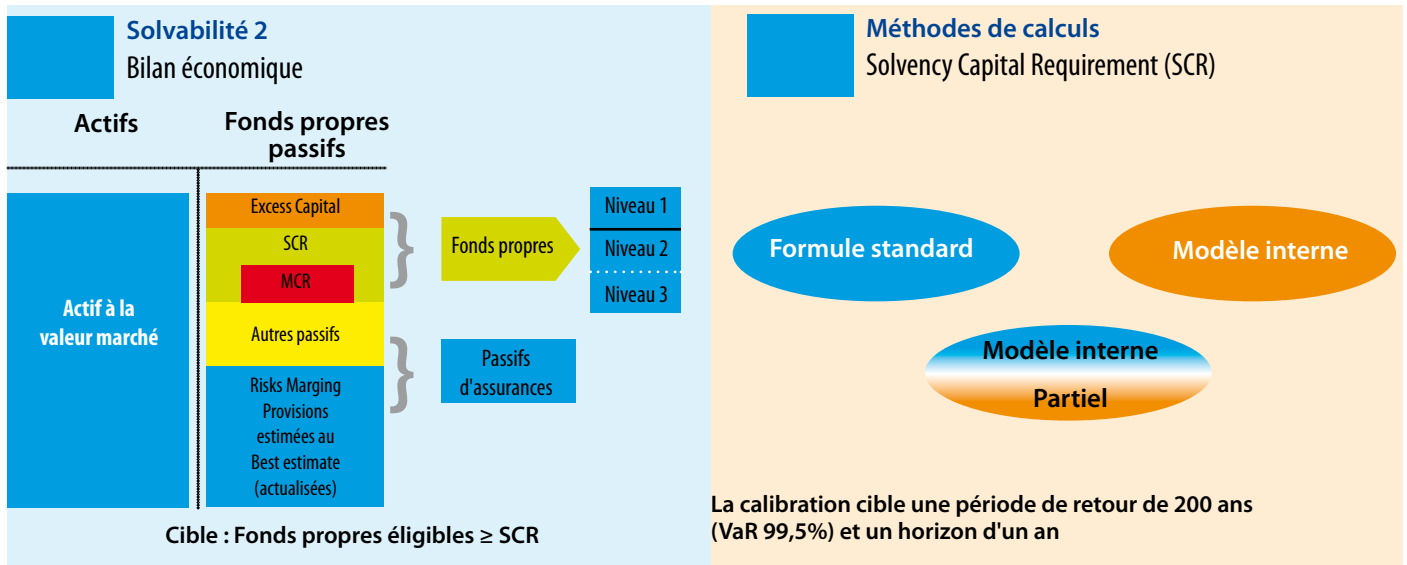 Solvabilité 2
Bilan économique
Actifs
Fonds propres
passifs
Actif à la
valeur marché
Excess Capital
SCR
MCR
Autres passifs
Risks Marging
Provisions
estimées au
Best estimate
(actualisées)
Fonds propres
Niveau 1
Niveau 2
Niveau 3
Passifs
d'assurances
Cible : Fonds propres éligibles ≥ SCR
Méthodes de calculs
Solvency Capital Requirement (SCR)
Formule standard
Modèle interne
Modèle interne
Partiel
La calibration cible une période de retour de 200 ans
(VaR 99,5%) et un horizon d'un an